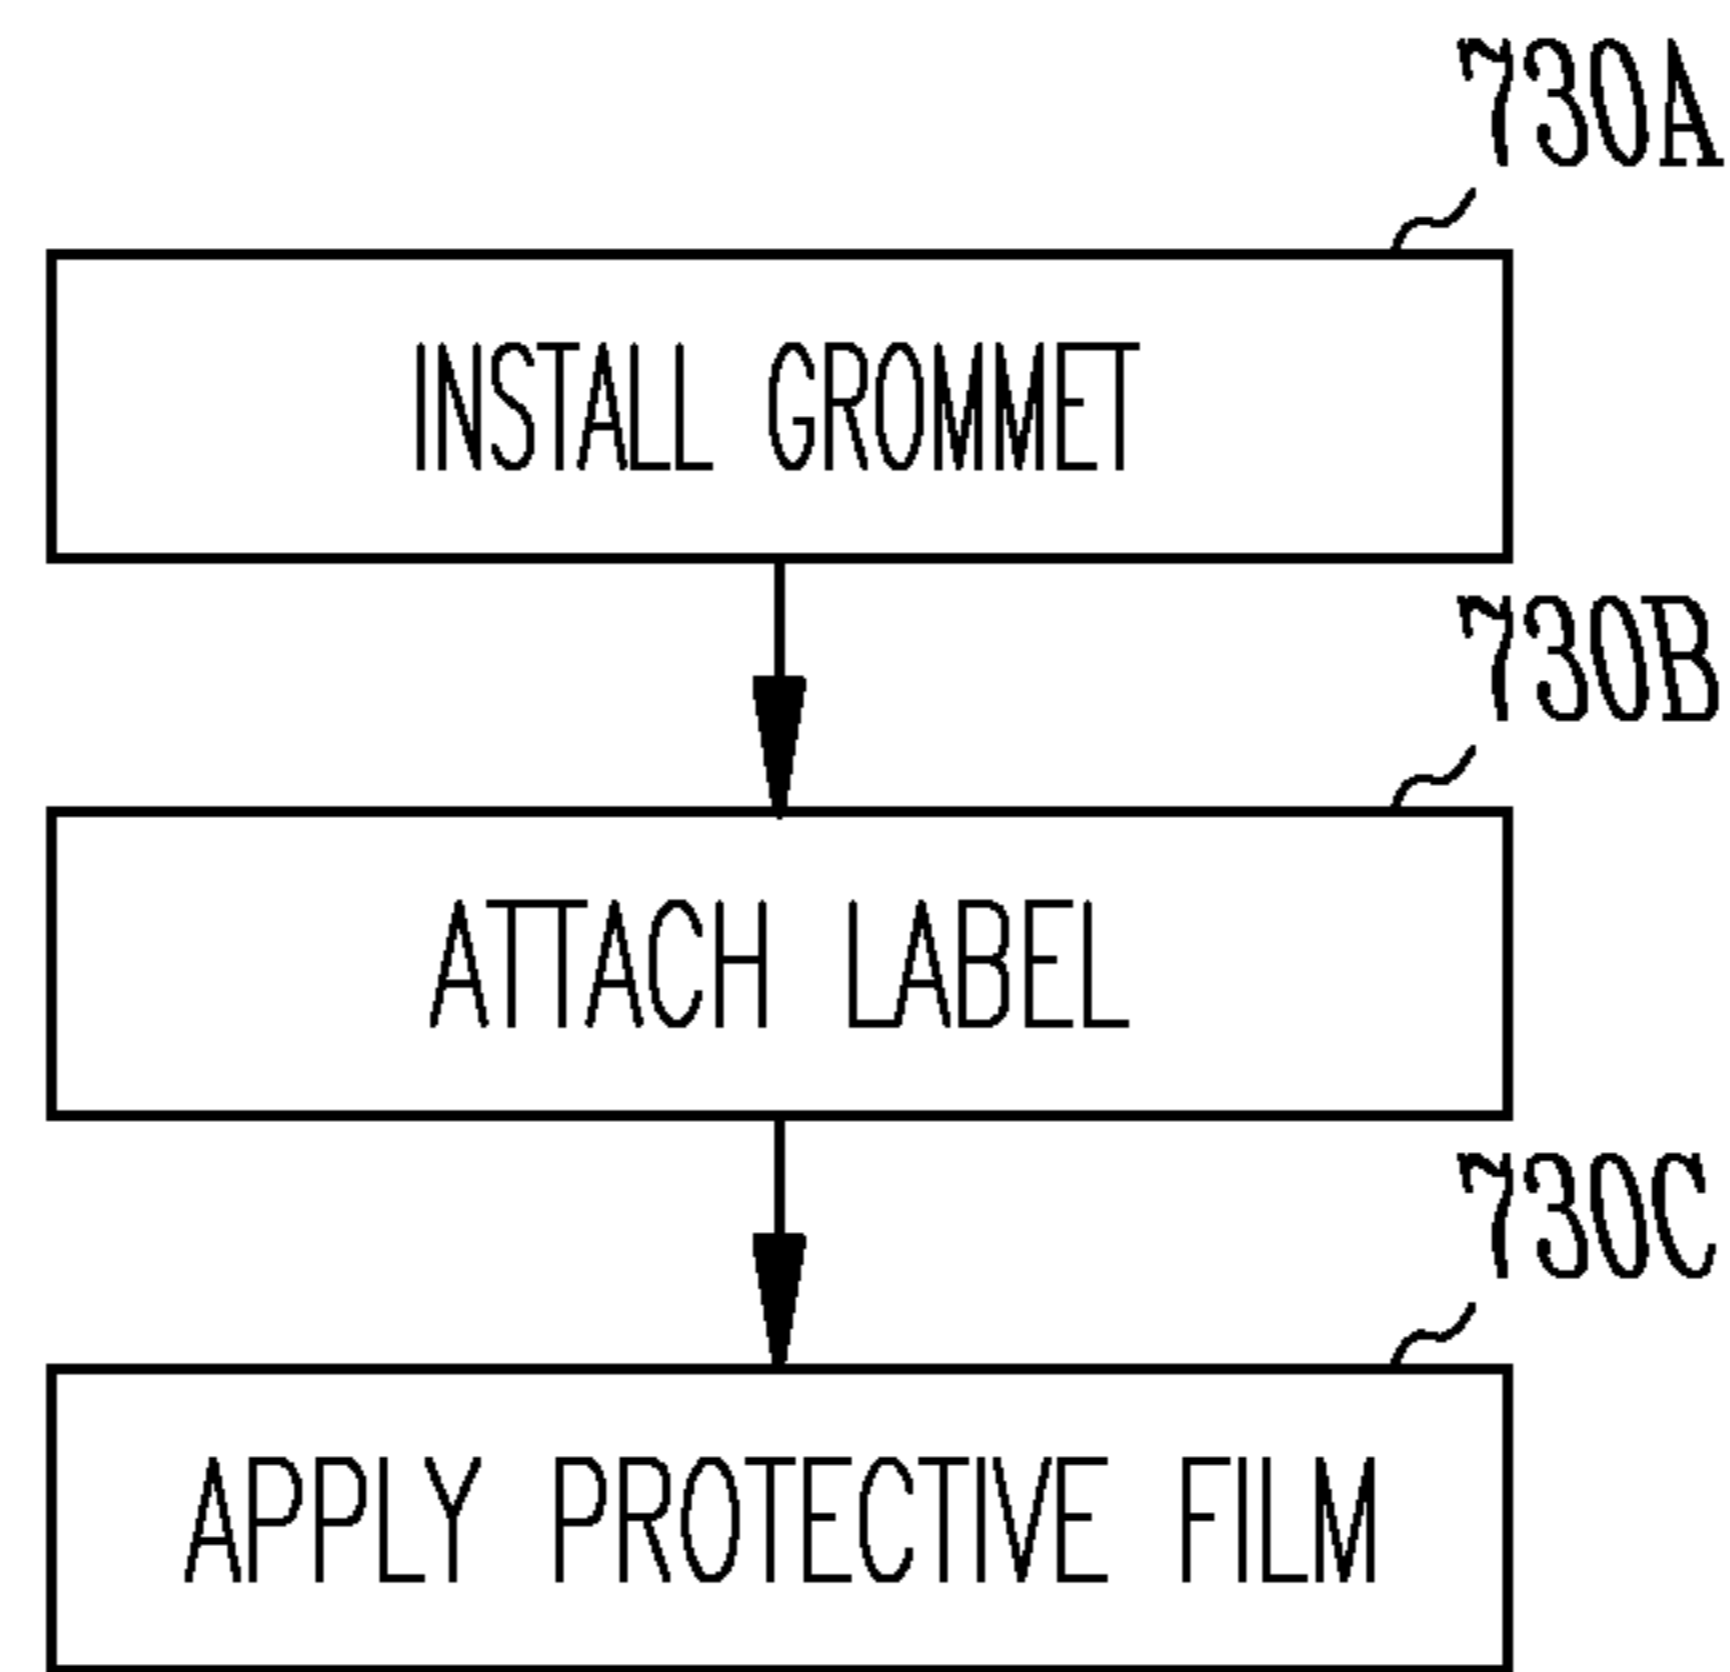 730A
INSTALL GROMMET
730B
ATTACH LABEL
730C
APPLY PROTECTIVE FILM